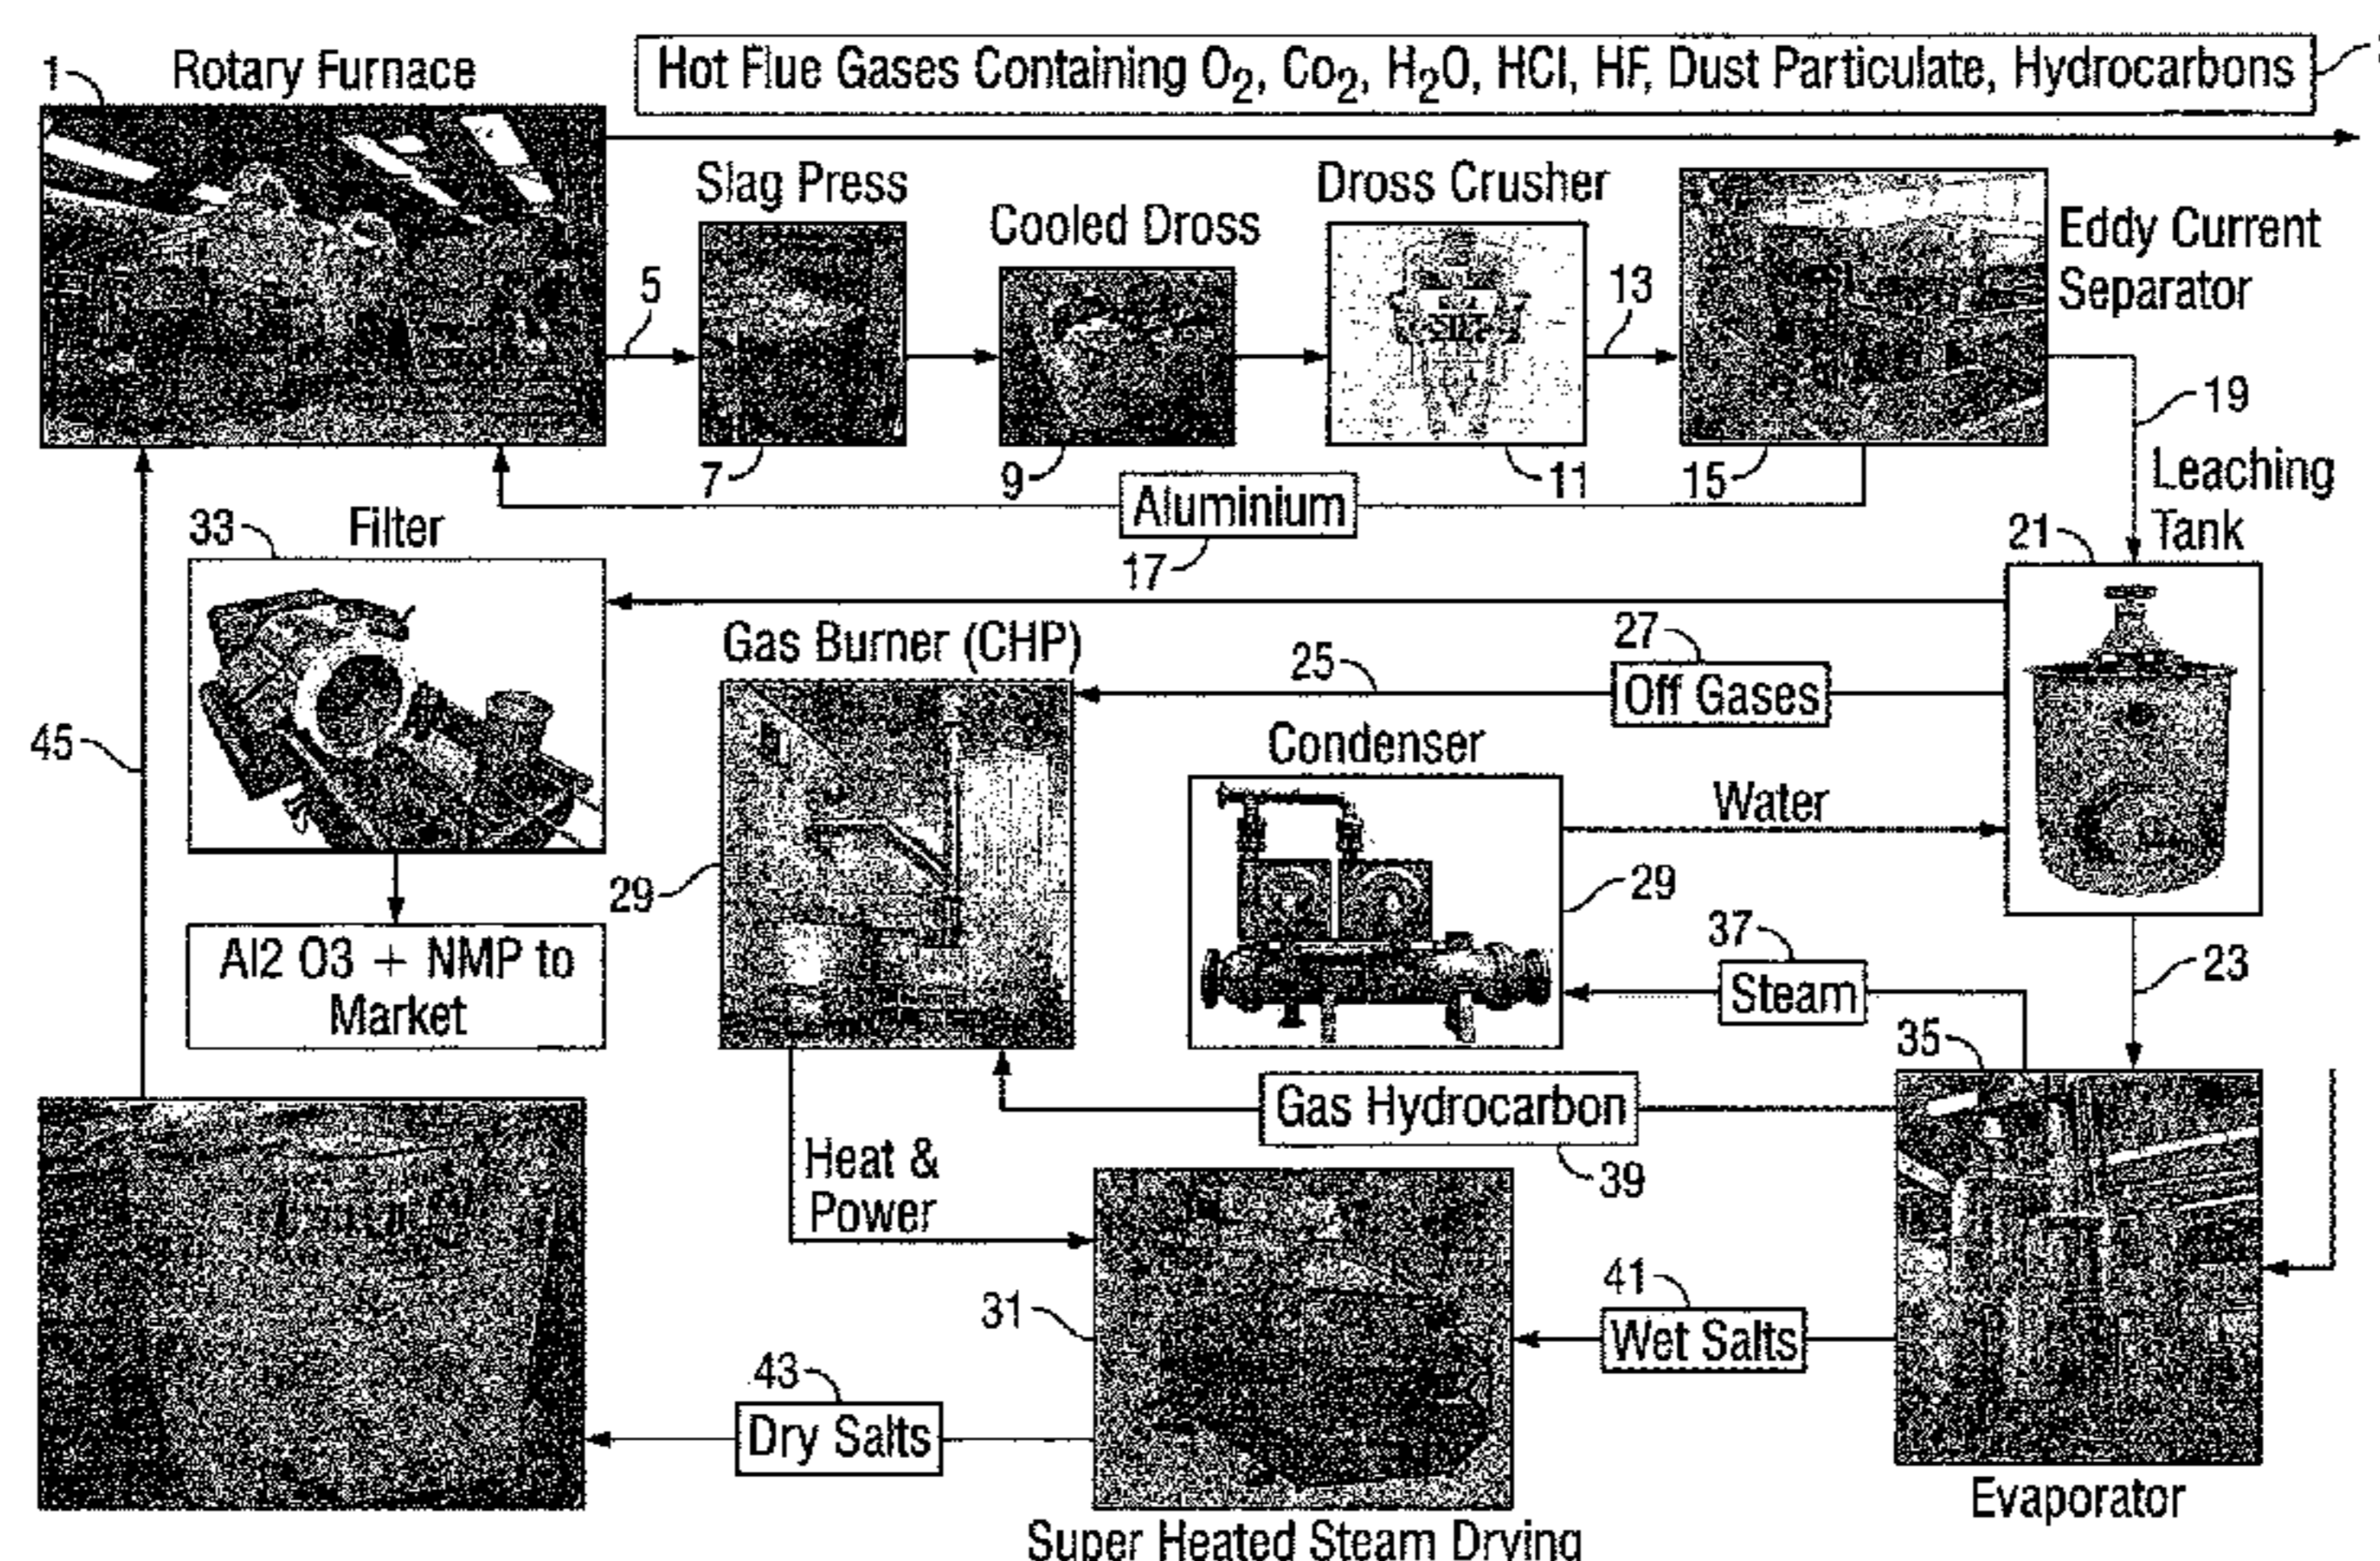 1
Rotary Furnace
Hot Flue Gases Containing O2, Co2, H2O, HCl, HF, Dust Particulate, Hydrocarbons
Slag Press
Cooled Dross
Dross Crusher
Eddy Current
Separator
5
13
19
7
9
11
15
Leaching
Tank
Aluminium
17
33
Filter
21
Gas Burner (CHP)
25
27
Off Gases
45
Condenser
Water
29
29
37
Steam
23
Al2 O3 + NMP to
Market
35
Gas Hydrocarbon
39
Heat &
Power
31
41
Wet Salts
43
Dry Salts
Evaporator
Super Heated Steam Drying